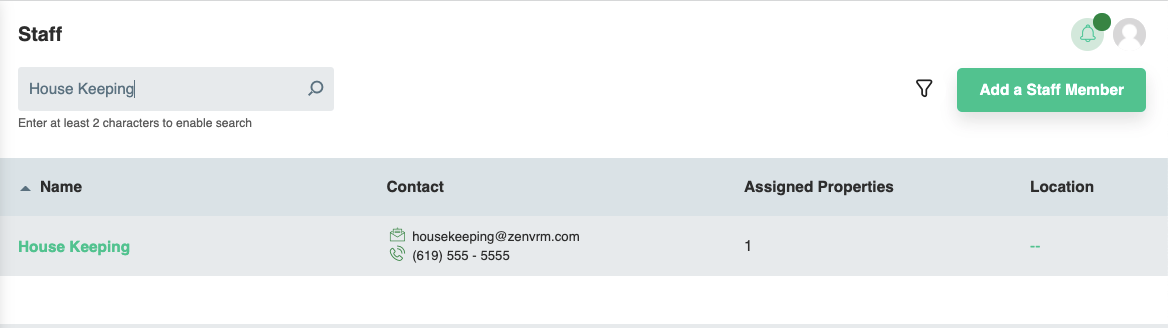 Staff
House Keeping
Add a Staff Member
Enter at least 2 characters to enable search
Name Contact Assigned Properties Location
House Keeping housekeeping@zenvrm.com 1 --
(619) 555 - 5555